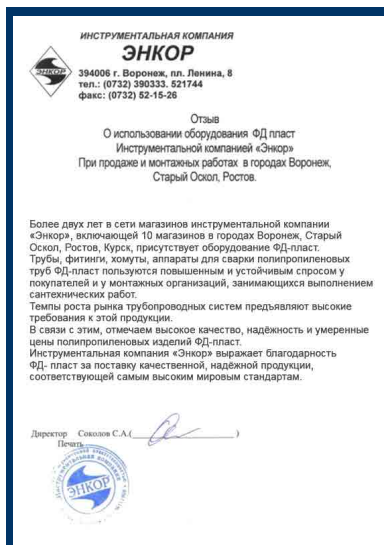 ИНСТРУМЕНТАЛЬНАЯ КОМПАНИЯ
ЭНКОР
ЭНКОР
394006 г. Воронеж, пл. Ленина, 8
тел.: (0732) 390333. 521744
факс: (0732) 52-15-26
Отзыв
О использовании оборудования ФД пласт
Инструментальной компанией «Энкор»
При продаже и монтажных работах в городах Воронеж,
Старый Оскол, Ростов.
Более двух лет в сети магазинов инструментальной компании
«Энкор», включающей 10 магазинов в городах Воронеж, Старый
Оскол, Ростов, Курск, присутствует оборудование ФД-пласт.
Трубы, фитинги, хомуты, аппараты для сварки полипропиленовых
труб ФД-пласт пользуются повышенным и устойчивым спросом у
покупателей и у монтажных организаций, занимающихся выполнением
сантехнических работ.
Темпы роста рынка трубопроводных систем предъявляют высокие
требования к этой продукции.
В связи с этим, отмечаем высокое качество, надёжность и умеренные
цены полипропиленовых изделий ФД-пласт.
Инструментальная компания «Энкор» выражает благодарность
ФД- пласт за поставку качественной, надёжной продукции,
соответствующей самым высоким мировым стандартам.
Директор Соколов С.А.( )
Печать
Инструментальная компания
ЭНКОР